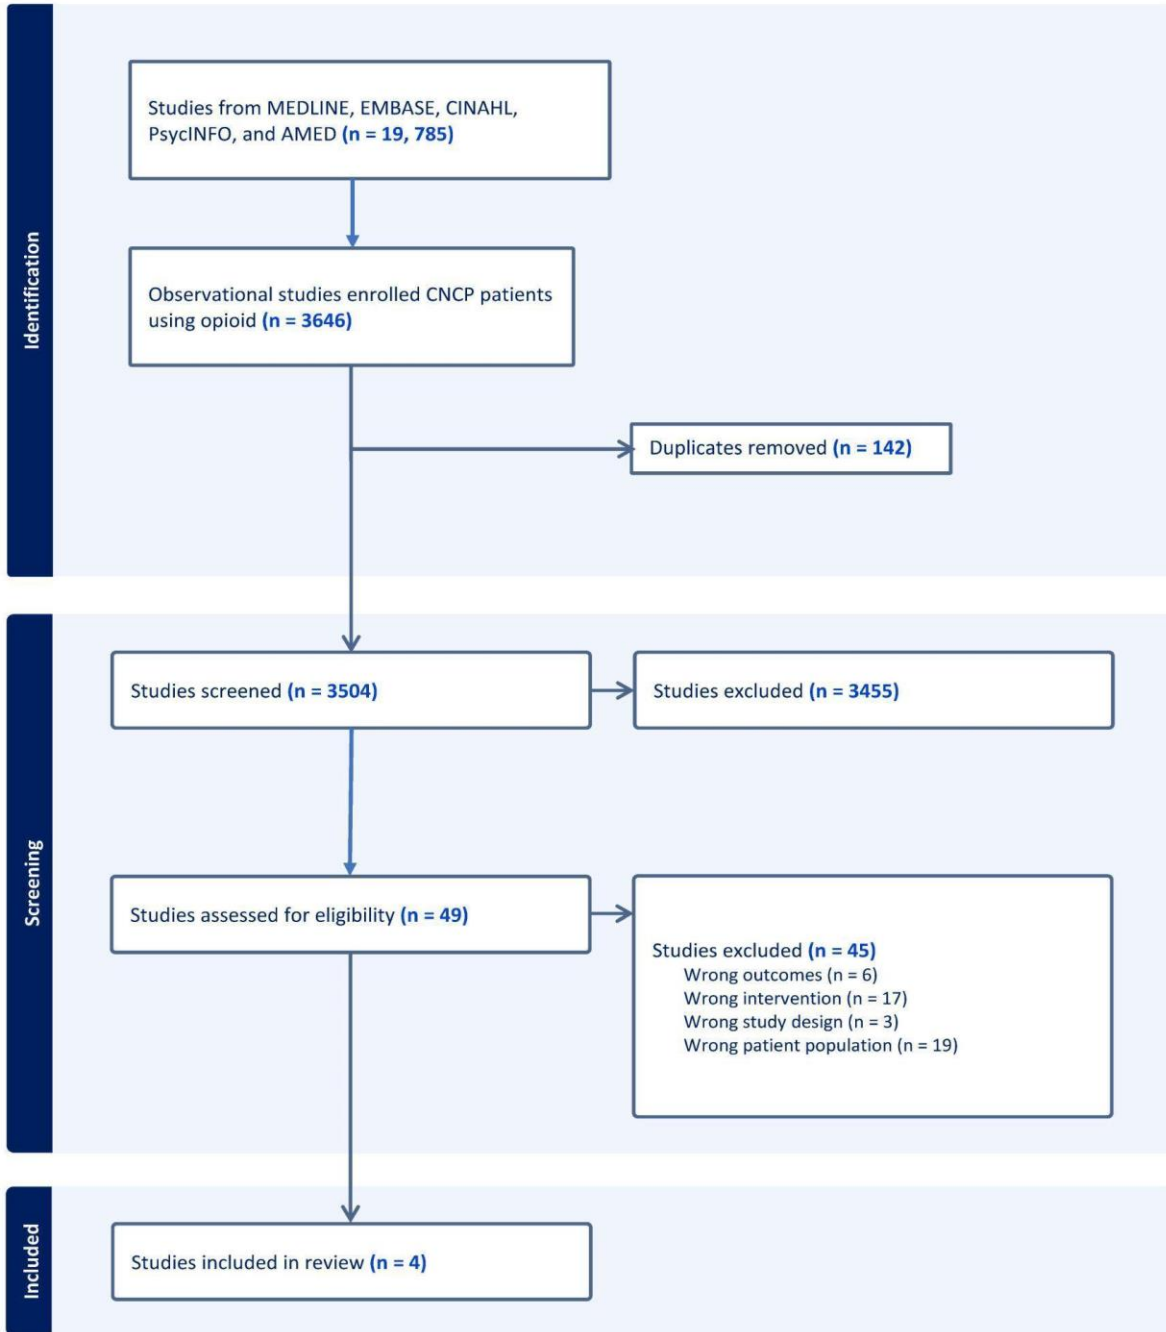 Identification
Studies from MEDLINE, EMBASE, CINAHL,
PsycINFO, and AMED (n = 19, 785)
Observational studies enrolled CNCP patients
using opioid (n = 3646)
Duplicates removed (n = 142)
Screening
Studies screened (n = 3504)
Studies excluded (n = 3455)
Studies assessed for eligibility (n = 49)
Studies excluded (n = 45)
Wrong outcomes (n = 6)
Wrong intervention (n = 17)
Wrong study design (n = 3)
Wrong patient population (n = 19)
Included
Studies included in review (n = 4)